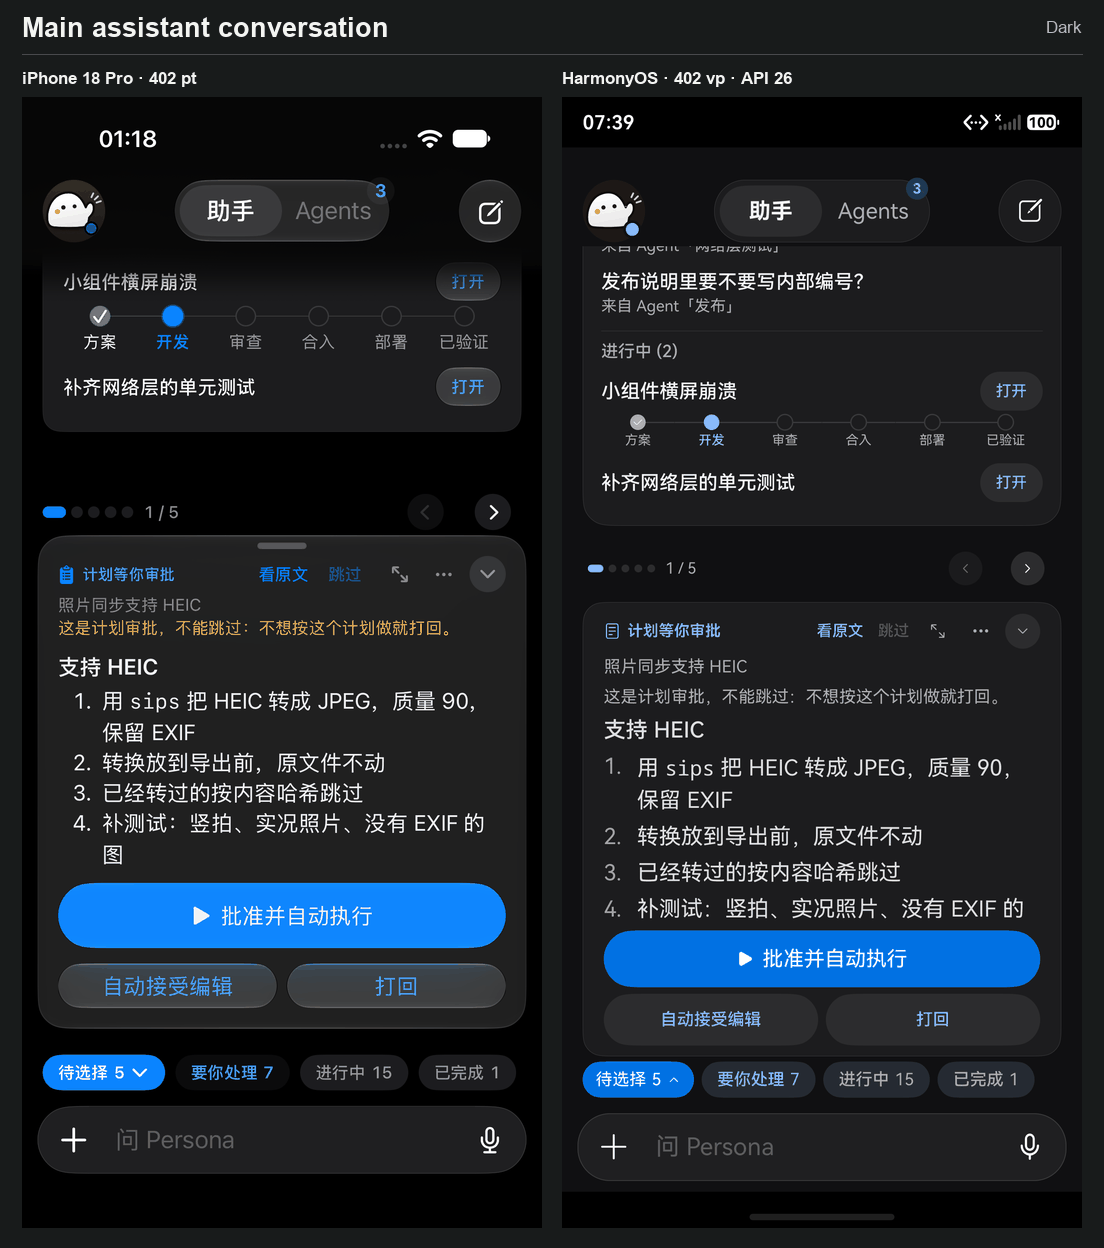 Main assistant conversation
Dark
iPhone 18 Pro · 402 pt
01:18
助手
Agents
3
小组件横屏崩溃
打开
方案
开发
审查
合入
部署
已验证
补齐网络层的单元测试
打开
1 / 5
计划等你审批
看原文
跳过
照片同步支持 HEIC
这是计划审批，不能跳过：不想按这个计划做就打回。
支持 HEIC
1. 用 sips 把 HEIC 转成 JPEG，质量 90，
保留 EXIF
2. 转换放到导出前，原文件不动
3. 已经转过的按内容哈希跳过
4. 补测试：竖拍、实况照片、没有 EXIF 的
图
批准并自动执行
自动接受编辑
打回
待选择 5
要你处理 7
进行中 15
已完成 1
问 Persona
HarmonyOS · 402 vp · API 26
07:39
100
助手
Agents
3
来自 Agent「网络层测试」
发布说明里要不要写内部编号？
来自 Agent「发布」
进行中 (2)
小组件横屏崩溃
打开
方案
开发
审查
合入
部署
已验证
补齐网络层的单元测试
打开
1 / 5
计划等你审批
看原文
跳过
照片同步支持 HEIC
这是计划审批，不能跳过：不想按这个计划做就打回。
支持 HEIC
1. 用 sips 把 HEIC 转成 JPEG，质量 90，
保留 EXIF
2. 转换放到导出前，原文件不动
3. 已经转过的按内容哈希跳过
4. 补测试：竖拍、实况照片、没有 EXIF 的
批准并自动执行
自动接受编辑
打回
待选择 5
要你处理 7
进行中 15
已完成 1
问 Persona